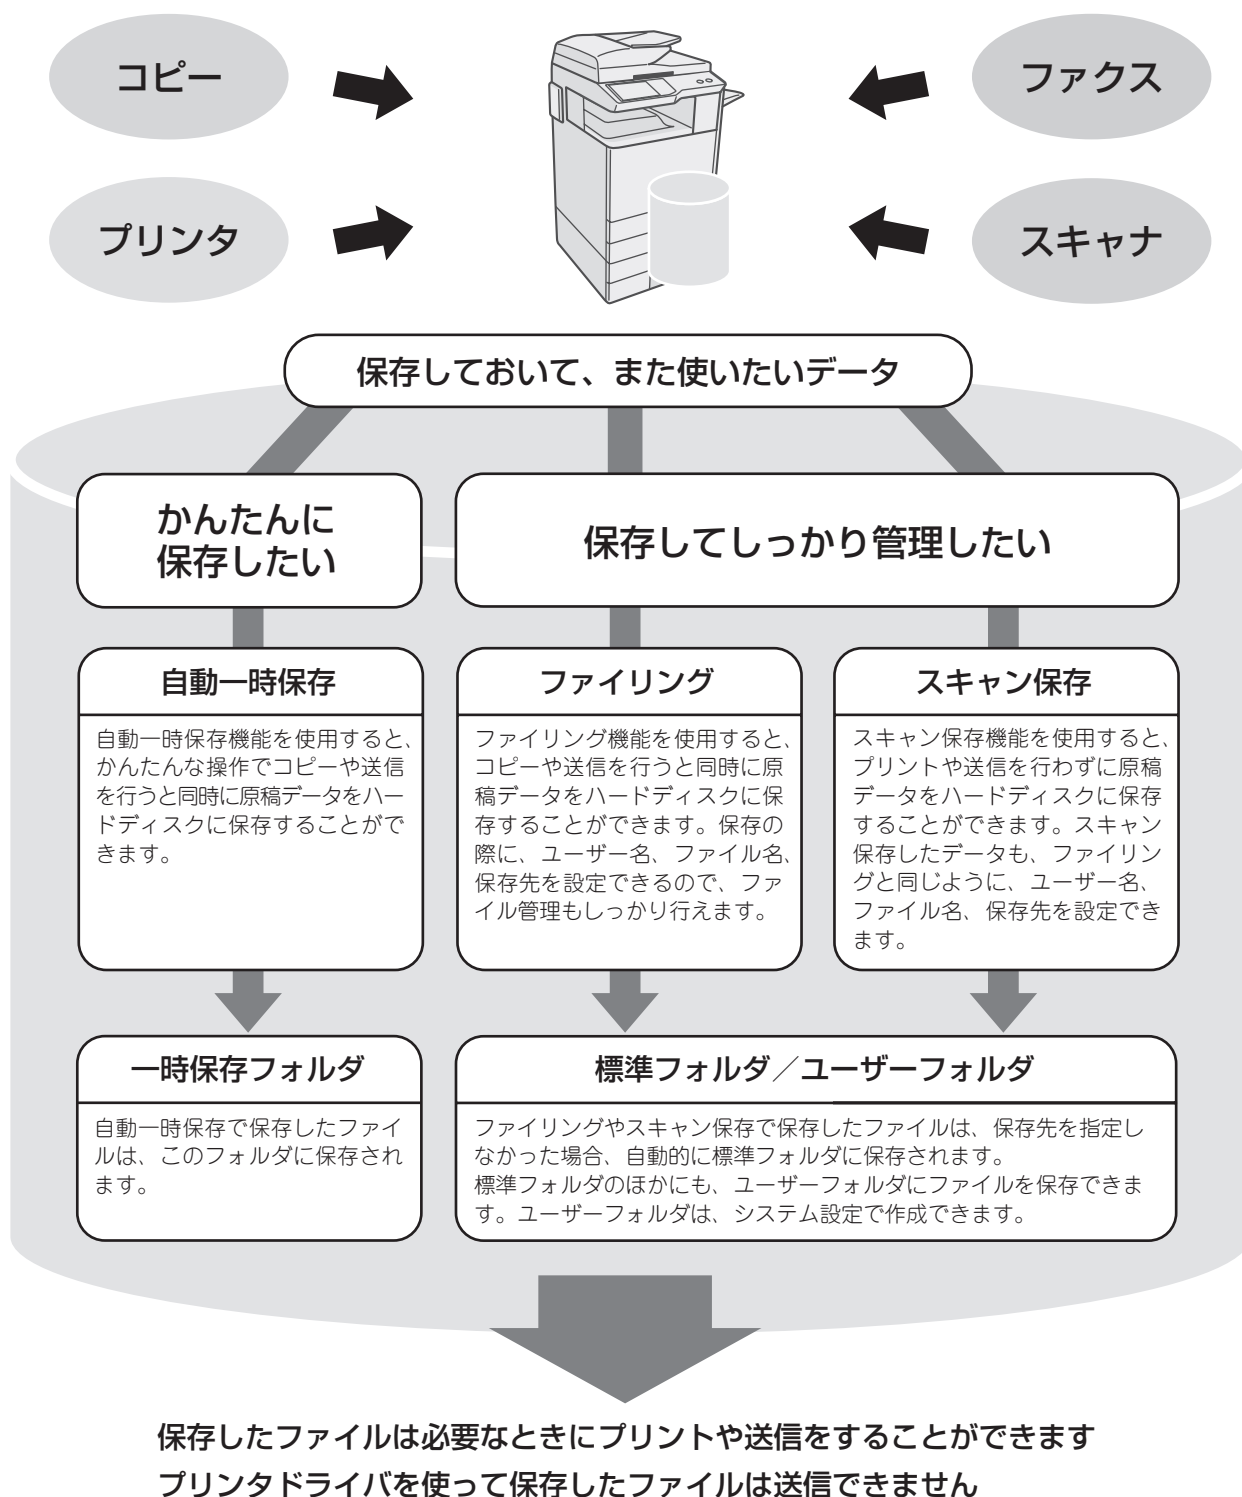 コピー
ファクス
プリンタ
スキャナ
保存しておいて、また使いたいデータ
かんたんに
保存したい
保存してしっかり管理したい
自動一時保存
自動一時保存機能を使用すると、
かんたんな操作でコピーや送信
を行うと同時に原稿データをハー
ドディスクに保存することがで
きます。
ファイリング
ファイリング機能を使用すると、
コピーや送信を行うと同時に原
稿データをハードディスクに保
存することができます。保存の
際に、ユーザー名、ファイル名、
保存先を設定できるので、ファ
イル管理もしっかり行えます。
スキャン保存
スキャン保存機能を使用すると、
プリントや送信を行わずに原稿
データをハードディスクに保存
することができます。スキャン
保存したデータも、ファイリン
グと同じように、ユーザー名、
ファイル名、保存先を設定でき
ます。
一時保存フォルダ
自動一時保存で保存したファイ
ルは、このフォルダに保存され
ます。
標準フォルダ／ユーザーフォルダ
ファイリングやスキャン保存で保存したファイルは、保存先を指定し
なかった場合、自動的に標準フォルダに保存されます。
標準フォルダのほかにも、ユーザーフォルダにファイルを保存できま
す。ユーザーフォルダは、システム設定で作成できます。
保存したファイルは必要なときにプリントや送信をすることができます
プリンタドライバを使って保存したファイルは送信できません